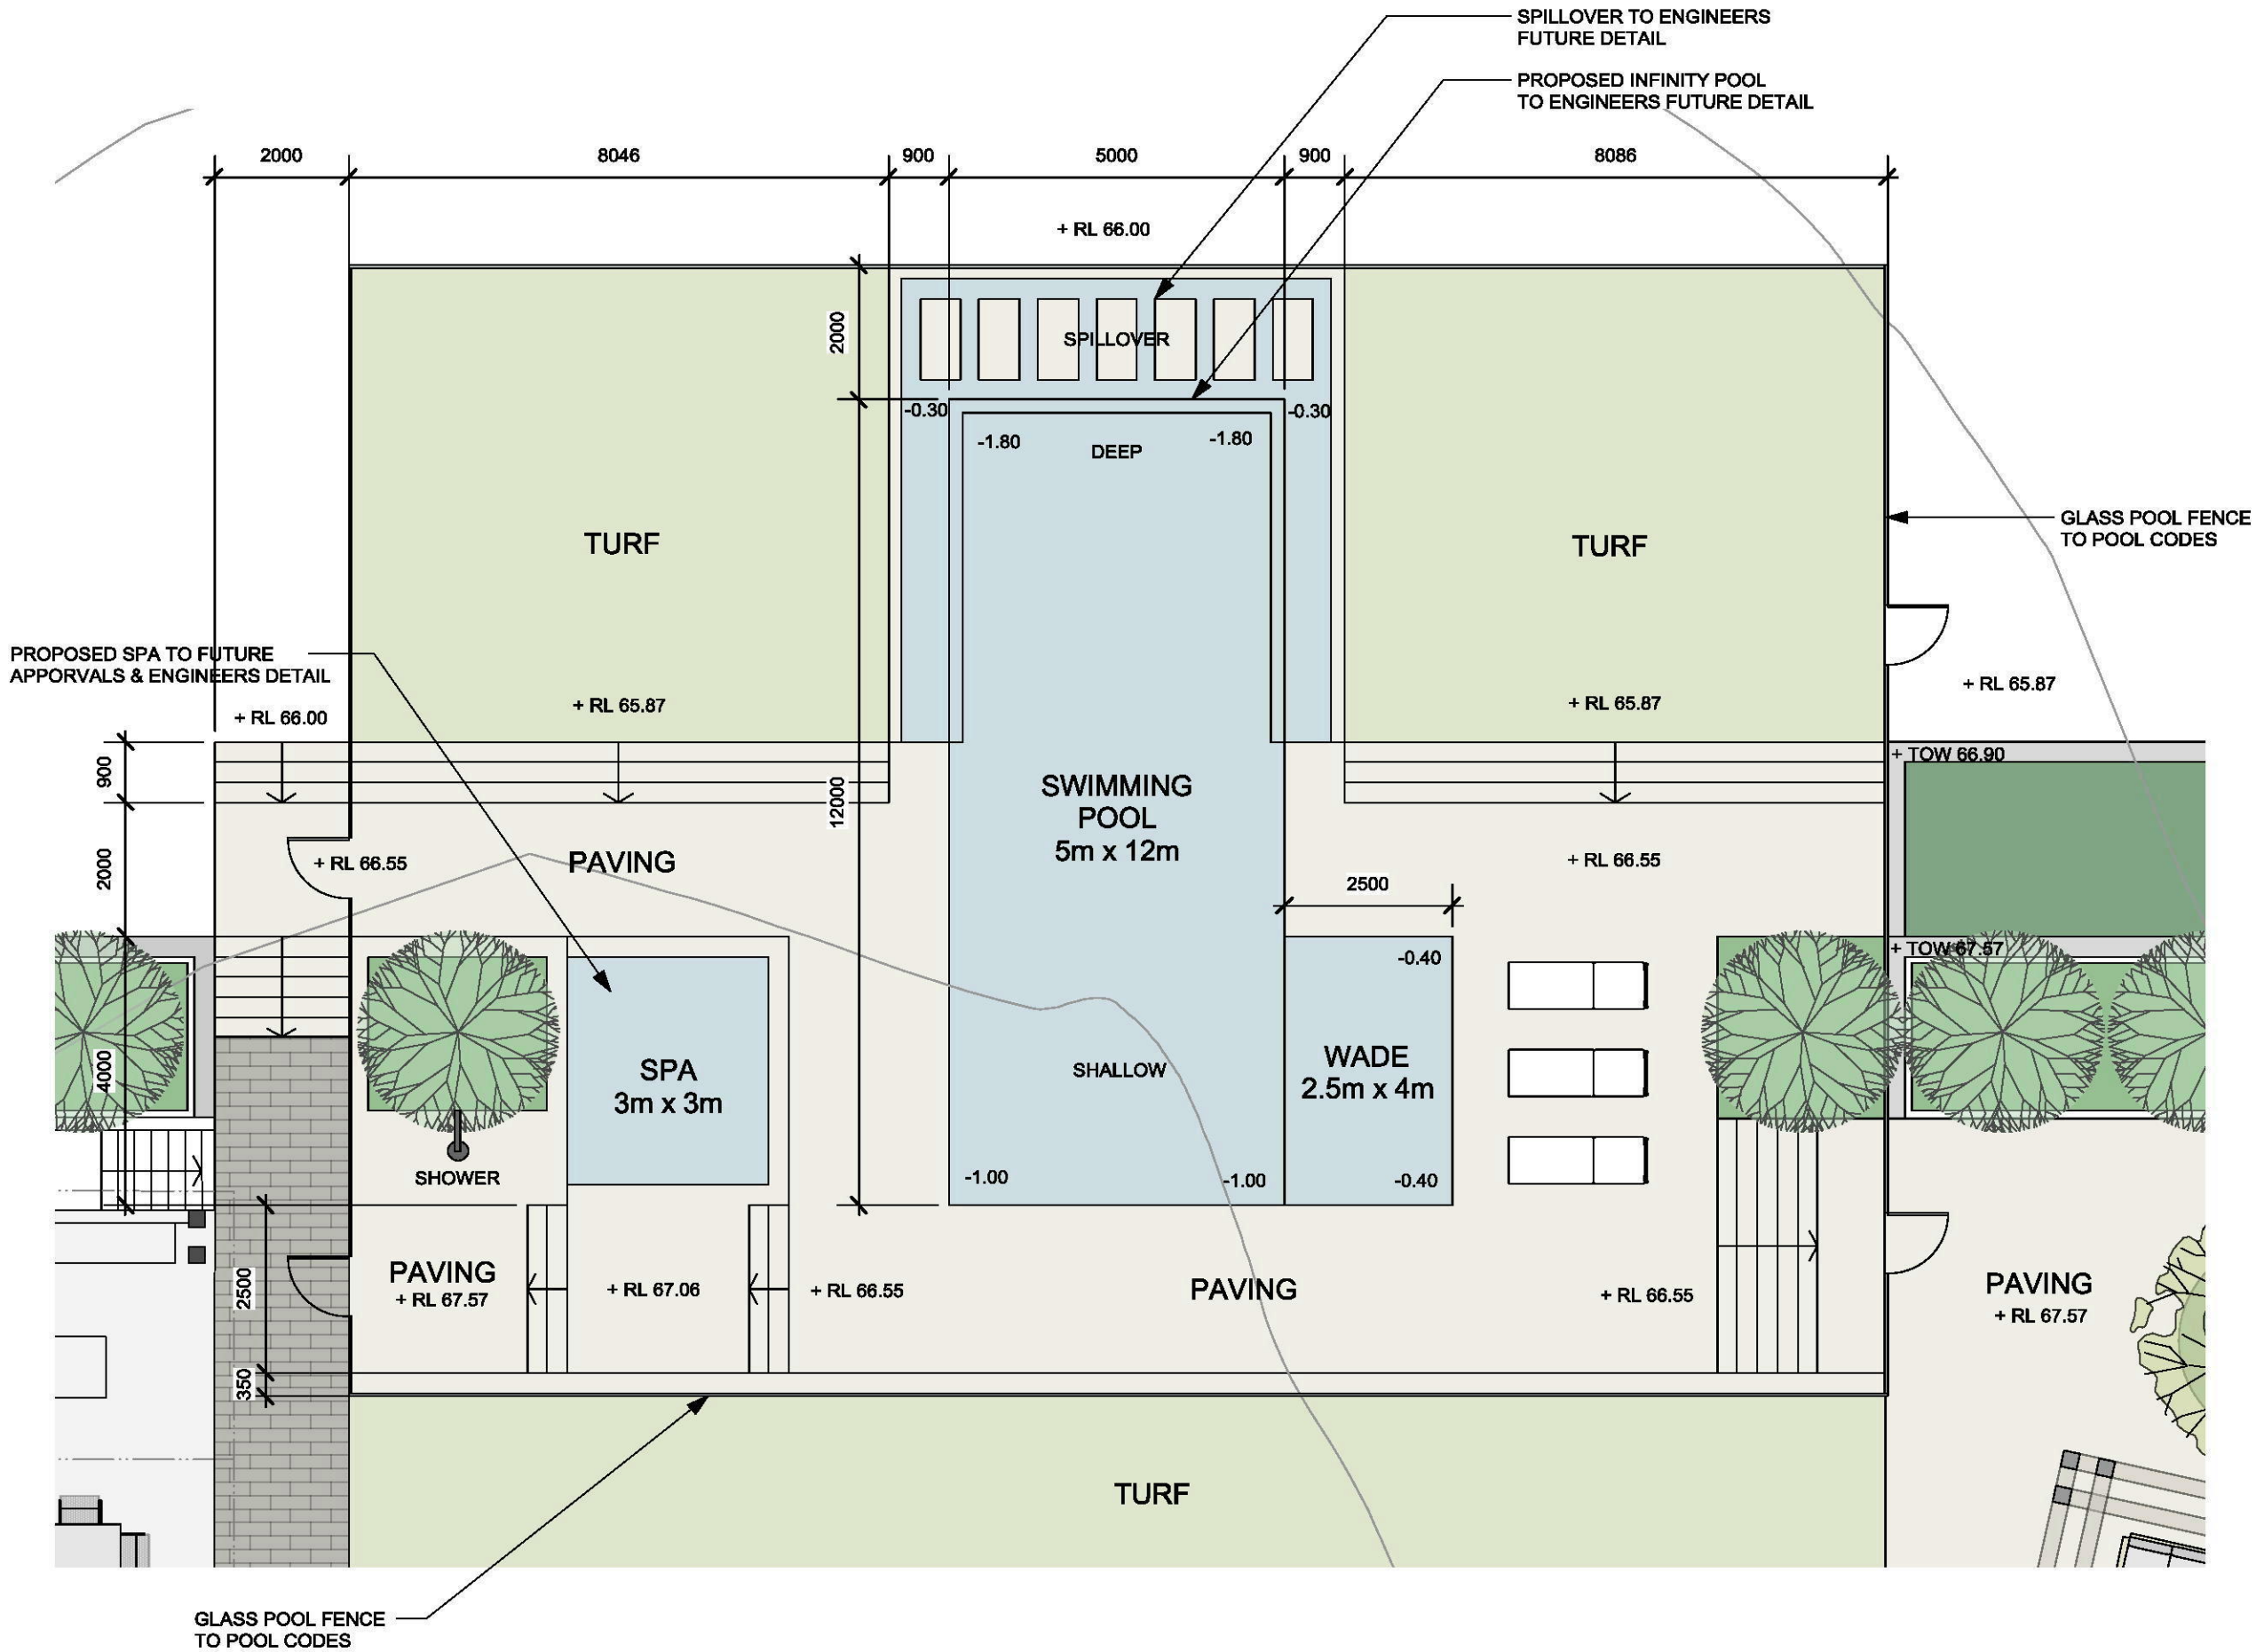 SPILLOVER TO ENGINEERS
FUTURE DETAIL
PROPOSED INFINITY POOL
TO ENGINEERS FUTURE DETAIL
2000
8046
900
5000
900
8086
+ RL 66.00
2000
SPILLOVER
-0.30
-0.30
-1.80
DEEP
-1.80
TURF
TURF
GLASS POOL FENCE
TO POOL CODES
PROPOSED SPA TO FUTURE
APPORVALS & ENGINEERS DETAIL
+ RL 66.00
+ RL 65.87
+ RL 65.87
+ RL 65.87
900
+ TOW 66.90
12000
SWIMMING
POOL
5m x 12m
2000
+ RL 66.55
PAVING
+ RL 66.55
2500
+ TOW 67.57
-0.40
4000
SPA
3m x 3m
SHALLOW
WADE
2.5m x 4m
SHOWER
-1.00
-1.00
-0.40
2500
PAVING
+ RL 67.57
+ RL 67.06
+ RL 66.55
PAVING
+ RL 66.55
PAVING
+ RL 67.57
350
TURF
GLASS POOL FENCE
TO POOL CODES